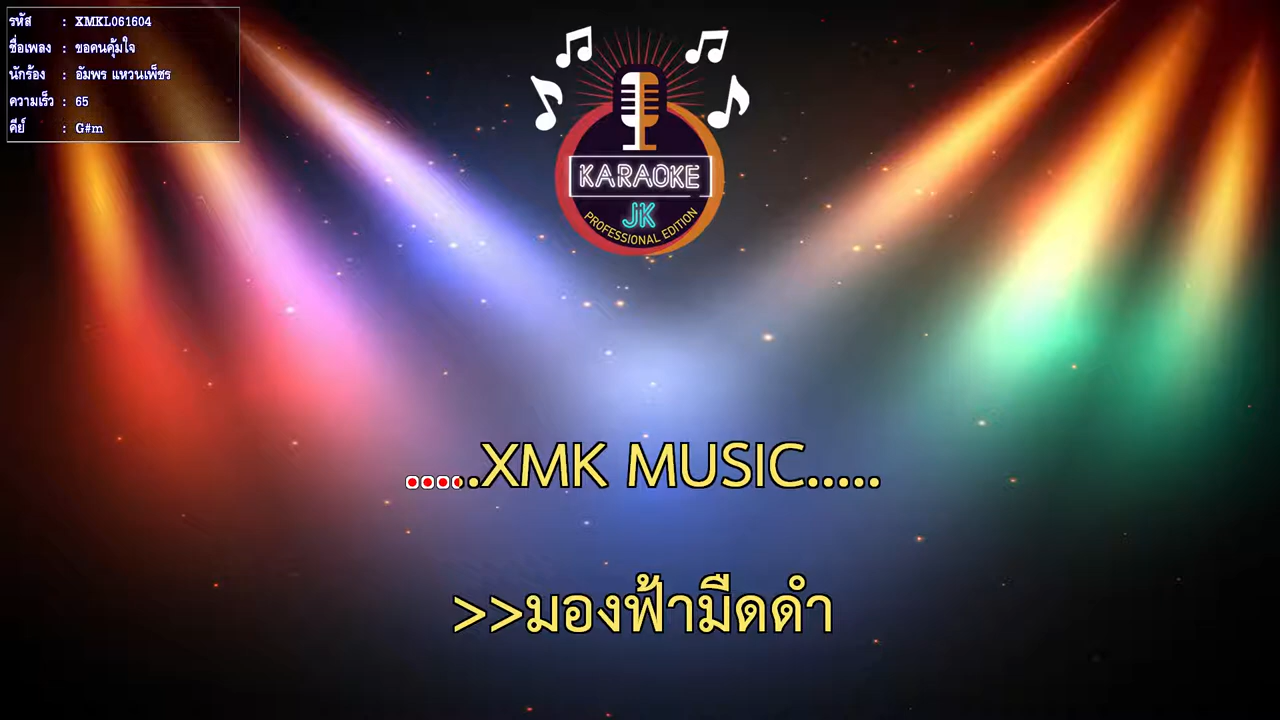 รหัส : XMKL061604
ชื่อเพลง : ขอคนคุ้มใจ
นักร้อง : อัมพร แหวนเพ็ชร
ความเร็ว : 65
คีย์ : G#m
KARAOKE
JK
PROFESSIONAL EDITION
.....XMK MUSIC.....
>>มองฟ้ามืดดำ